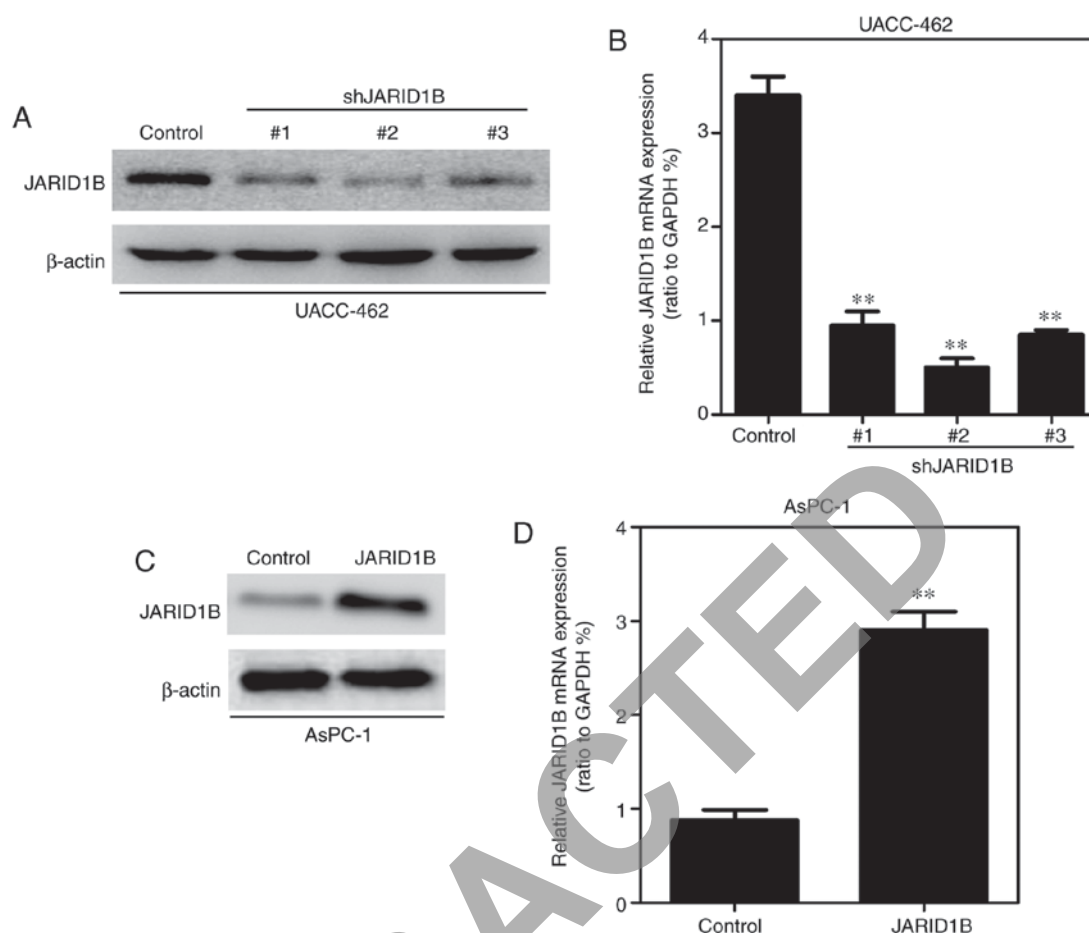 A
shJARID1B
Control #1 #2 #3
JARID1B
β-actin
UACC-462
B
UACC-462
Relative JARID1B mRNA expression
(ratio to GAPDH %)
4
3
2
1
0
** ** **
Control #1 #2 #3
shJARID1B
C
Control JARID1B
JARID1B
β-actin
AsPC-1
D
AsPC-1
Relative JARID1B mRNA expression
(ratio to GAPDH %)
4
3
2
1
0
**
Control JARID1B
ACTED